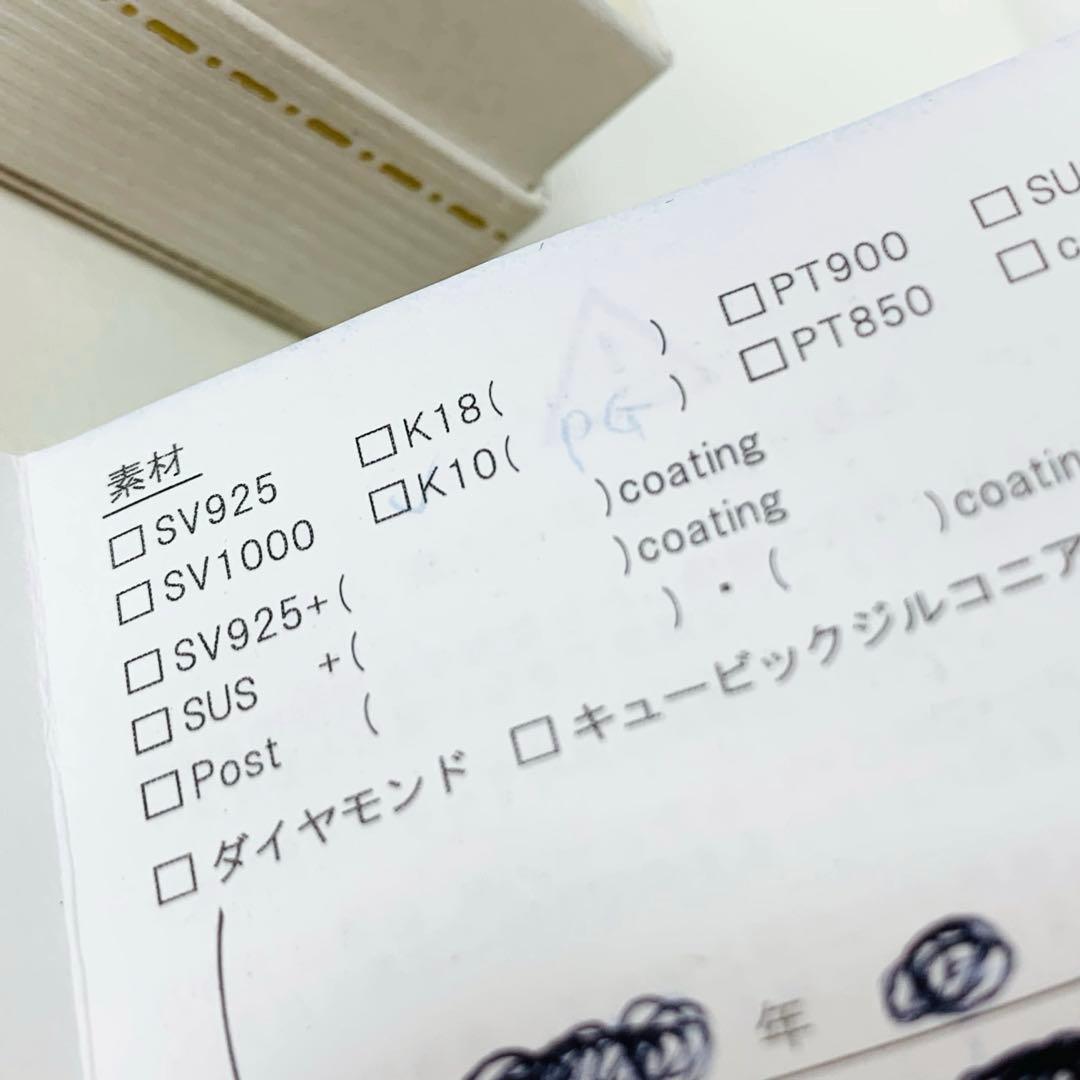 素材
□SV925 □K18( ) □PT900 □SU
□SV1000 ☑K10( PG ) □PT850 □c
□SV925+( )coating
□SUS +( )coating )coatin
□Post ( )・(
□ダイヤモンド □キュービックジルコニア
年